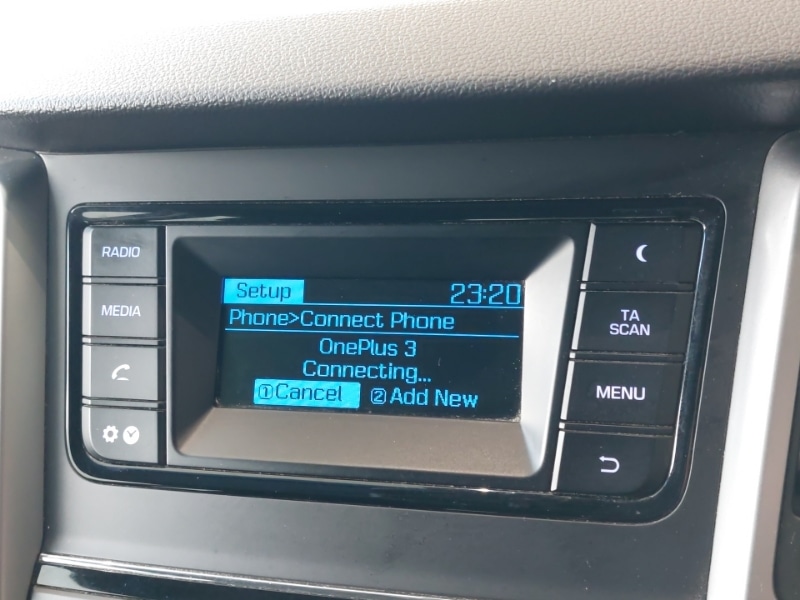 RADIO
MEDIA
Setup 23:20
Phone>Connect Phone
OnePlus 3
Connecting...
①Cancel ②Add New
TA
SCAN
MENU